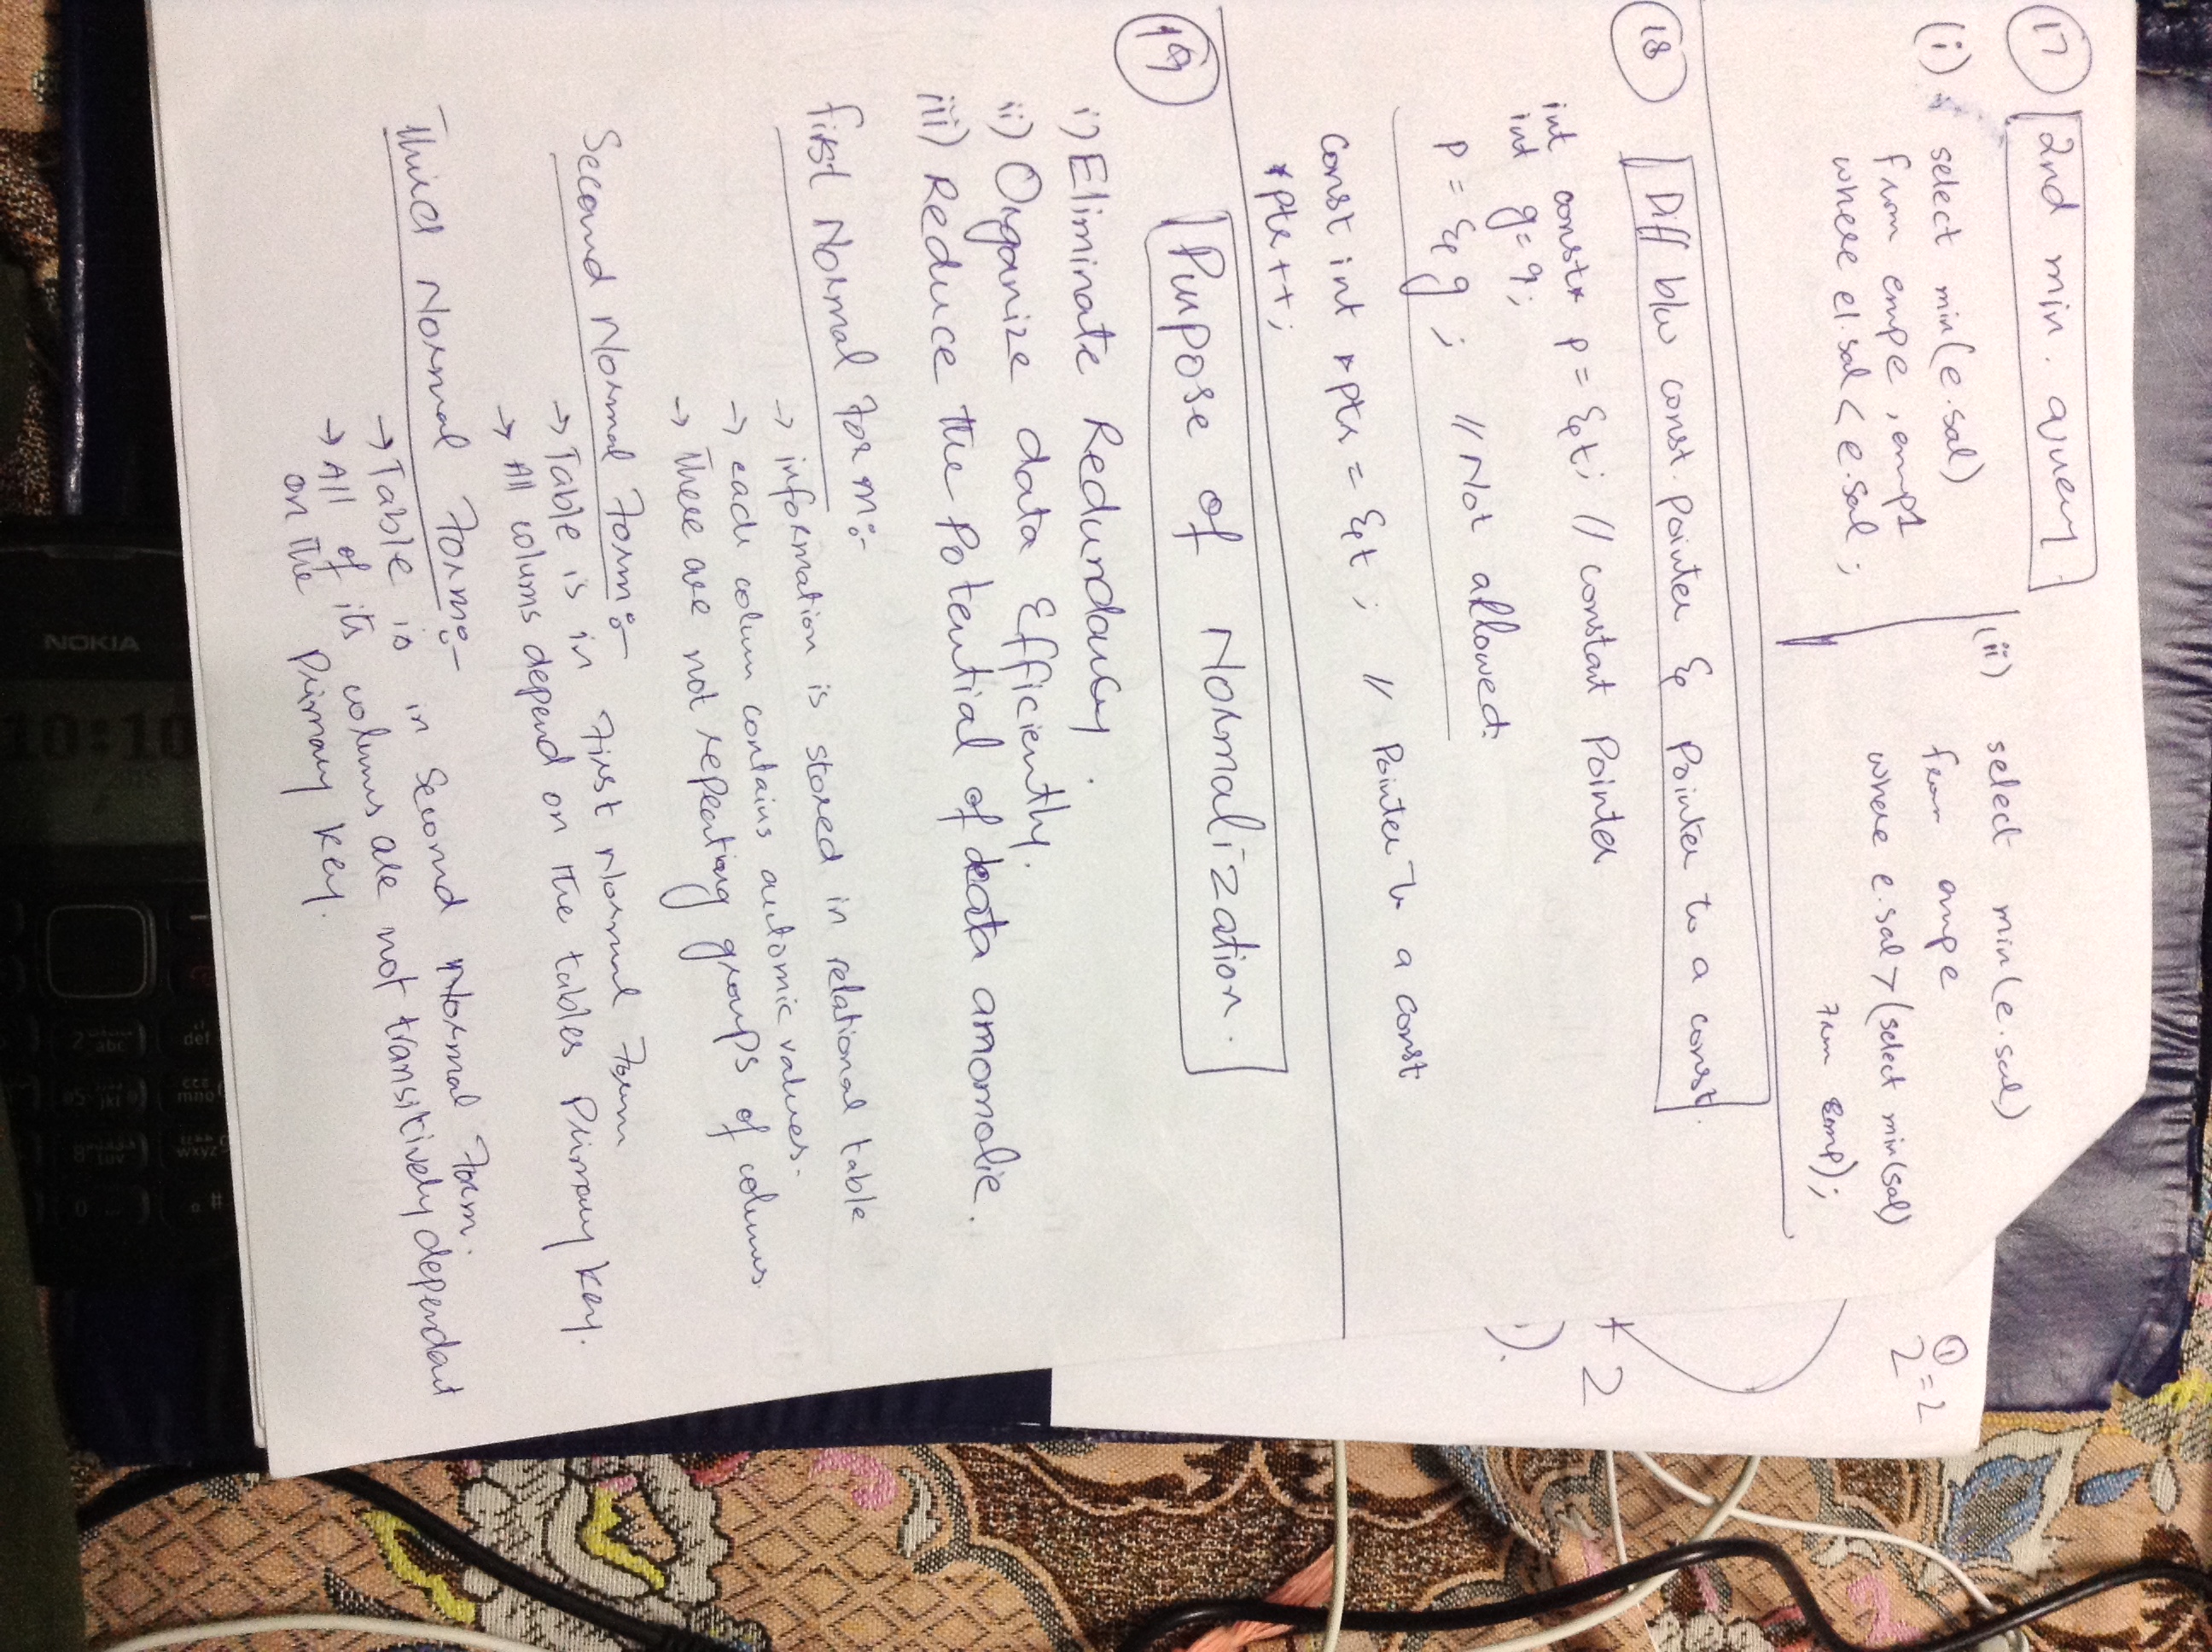 17 2nd min. query.
(i) select min(e.sal)
from empe, emp1
where e1.sal < e.sal;
(ii) select min(e.sal)
from empe
where e.sal > (select min(sal)
from emp);
1
2 = 2
2
).
18 Diff b/w const. pointer & Pointer to a const.
int const* p = &t; // constant Pointer
int g=9;
p = &g; // Not allowed.
const int *ptr = &t; // Pointer to a const
*ptr++;
19 Purpose of Normalization.
i) Eliminate Redundancy.
ii) Organize data Efficiently.
iii) Reduce the Potential of data amomolie.
first Normal Form:-
→ information is stored in relational table
→ each colum contains automic values.
→ There are not repeating groups of colums
Second Normal Form:-
→ Table is in First Normal Form
→ All colums depend on the tables Primary key.
Third Normal Form:-
→ Table is in Second Normal Form.
→ All of its colums are not transitively dependant
on the Primary key.
NOKIA
10:10